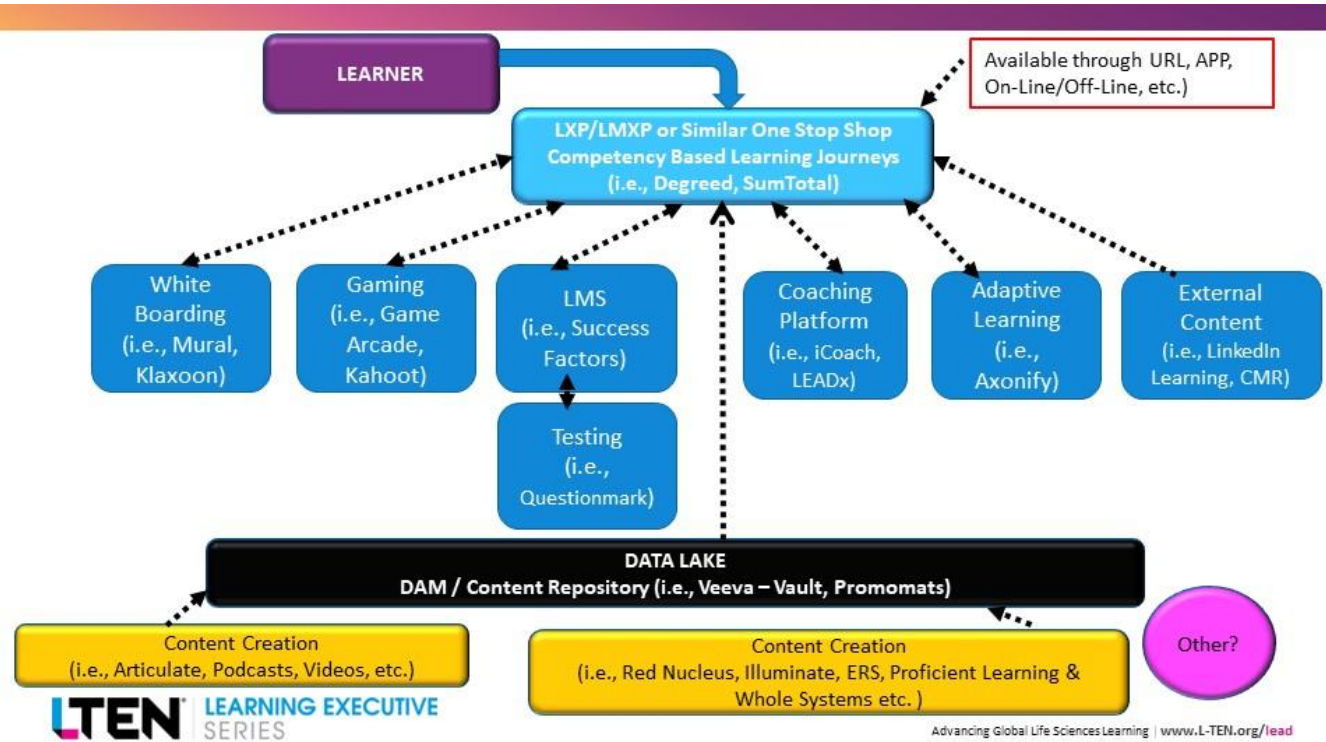 LEARNER
Available through URL, APP,
On-Line/Off-Line, etc.)
LXP/LMXP or Similar One Stop Shop
Competency Based Learning Journeys
(i.e., Degreed, SumTotal)
White
Boarding
(i.e., Mural,
Klaxoon)
Gaming
(i.e., Game
Arcade,
Kahoot)
LMS
(i.e., Success
Factors)
Coaching
Platform
(i.e., iCoach,
LEADx)
Adaptive
Learning
(i.e.,
Axonify)
External
Content
(i.e., LinkedIn
Learning, CMR)
Testing
(i.e.,
Questionmark)
DATA LAKE
DAM / Content Repository (i.e., Veeva – Vault, Promomats)
Content Creation
(i.e., Articulate, Podcasts, Videos, etc.)
Content Creation
(i.e., Red Nucleus, Illuminate, ERS, Proficient Learning &
Whole Systems etc. )
Other?
LTEN LEARNING EXECUTIVE
SERIES
Advancing Global Life Sciences Learning | www.L-TEN.org/lead